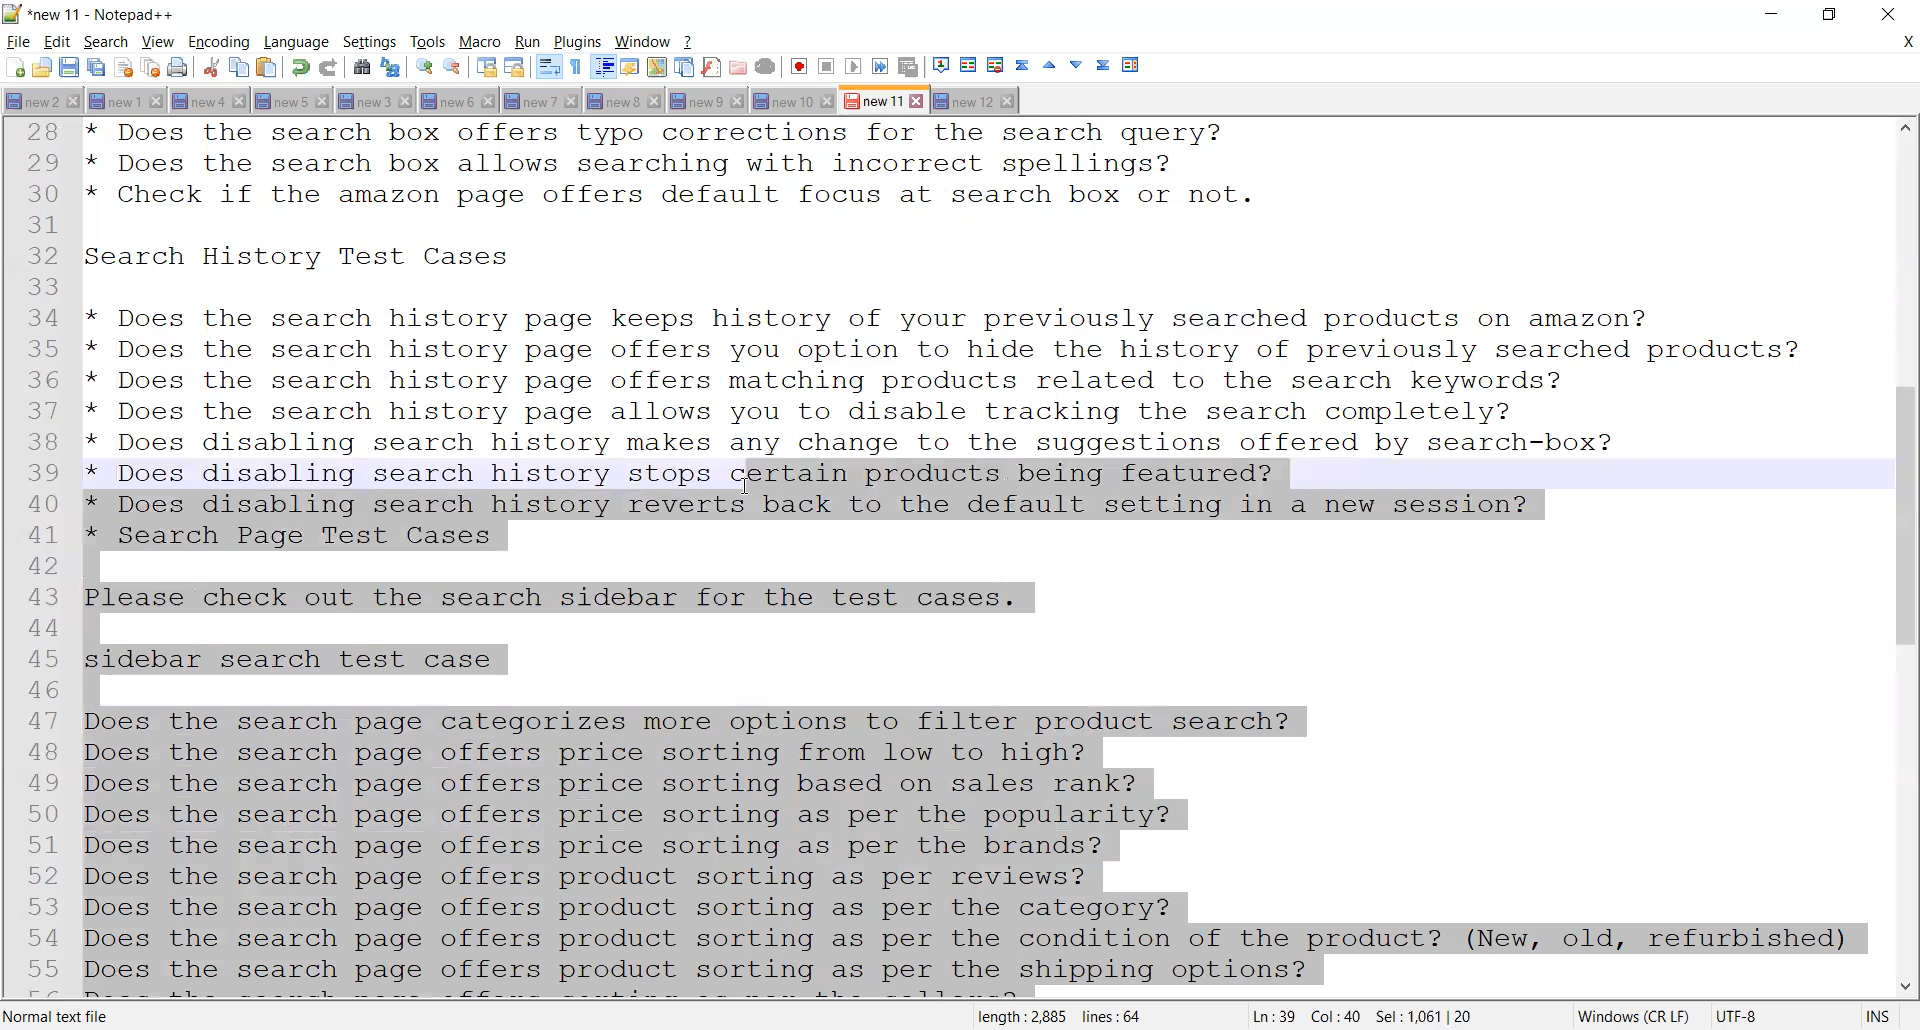 *new 11 - Notepad++
File Edit Search View Encoding Language Settings Tools Macro Run Plugins Window ? X
new 2 new 1 new 4 new 5 new 3 new 6 new 7 new 8 new 9 new 10 new 11 new 12
28 * Does the search box offers typo corrections for the search query?
29 * Does the search box allows searching with incorrect spellings?
30 * Check if the amazon page offers default focus at search box or not.
31
32 Search History Test Cases
33
34 * Does the search history page keeps history of your previously searched products on amazon?
35 * Does the search history page offers you option to hide the history of previously searched products?
36 * Does the search history page offers matching products related to the search keywords?
37 * Does the search history page allows you to disable tracking the search completely?
38 * Does disabling search history makes any change to the suggestions offered by search-box?
39 * Does disabling search history stops certain products being featured?
40 * Does disabling search history reverts back to the default setting in a new session?
41 * Search Page Test Cases
42
43 Please check out the search sidebar for the test cases.
44
45 sidebar search test case
46
47 Does the search page categorizes more options to filter product search?
48 Does the search page offers price sorting from low to high?
49 Does the search page offers price sorting based on sales rank?
50 Does the search page offers price sorting as per the popularity?
51 Does the search page offers price sorting as per the brands?
52 Does the search page offers product sorting as per reviews?
53 Does the search page offers product sorting as per the category?
54 Does the search page offers product sorting as per the condition of the product? (New, old, refurbished)
55 Does the search page offers product sorting as per the shipping options?
Normal text file length : 2,885 lines : 64 Ln : 39 Col : 40 Sel : 1,061 | 20 Windows (CR LF) UTF-8 INS